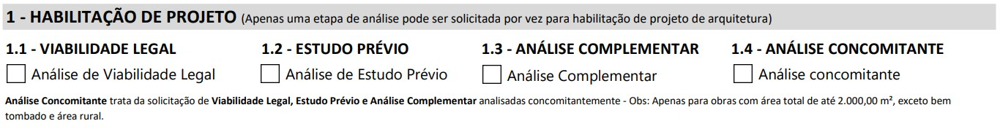 1 - HABILITAÇÃO DE PROJETO (Apenas uma etapa de análise pode ser solicitada por vez para habilitação de projeto de arquitetura)
1.1 - VIABILIDADE LEGAL 1.2 - ESTUDO PRÉVIO 1.3 - ANÁLISE COMPLEMENTAR 1.4 - ANÁLISE CONCOMITANTE
Análise de Viabilidade Legal Análise de Estudo Prévio Análise Complementar Análise concomitante
Análise Concomitante trata da solicitação de Viabilidade Legal, Estudo Prévio e Análise Complementar analisadas concomitantemente - Obs: Apenas para obras com área total de até 2.000,00 m², exceto bem
tombado e área rural.